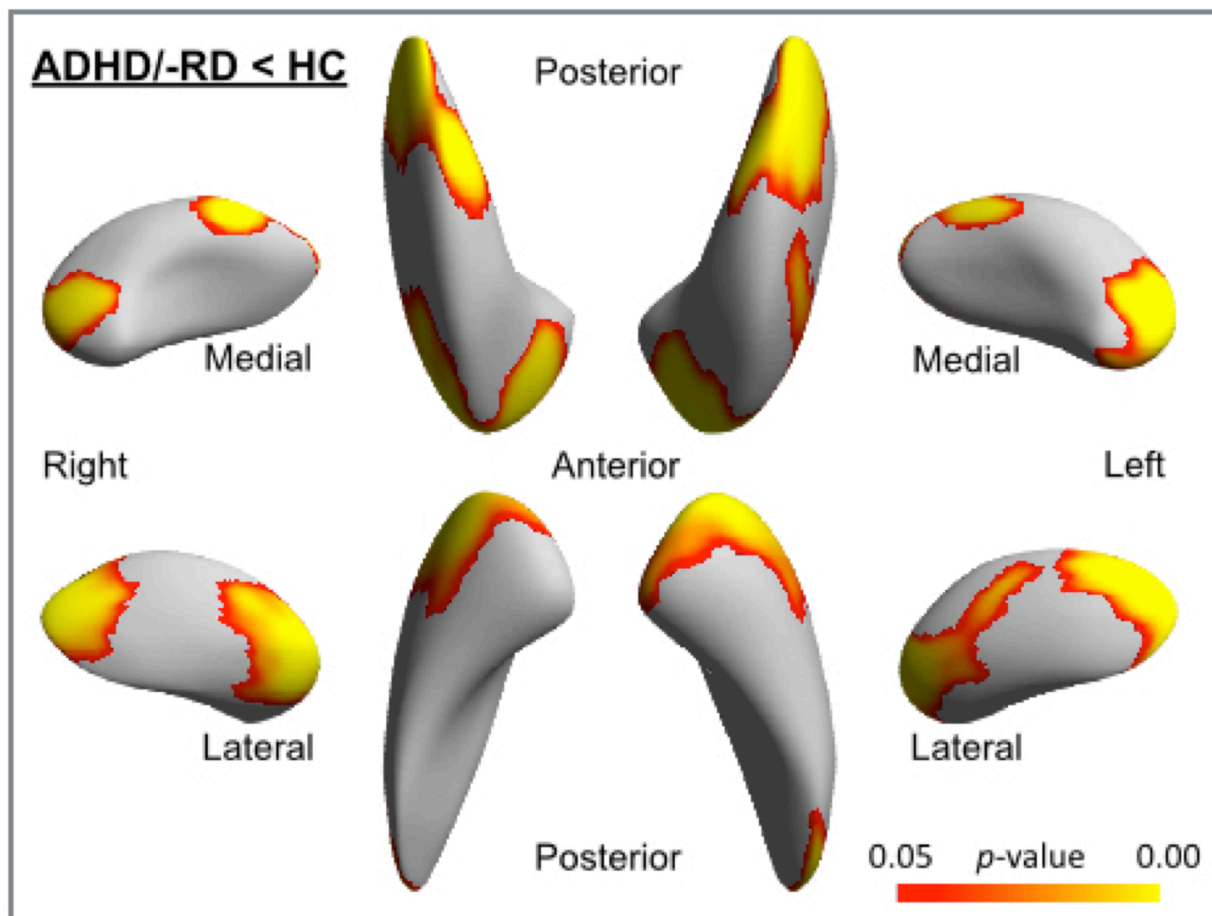 ADHD/-RD < HC
Posterior
Medial
Medial
Right
Anterior
Left
Lateral
Lateral
Posterior
0.05 p-value 0.00